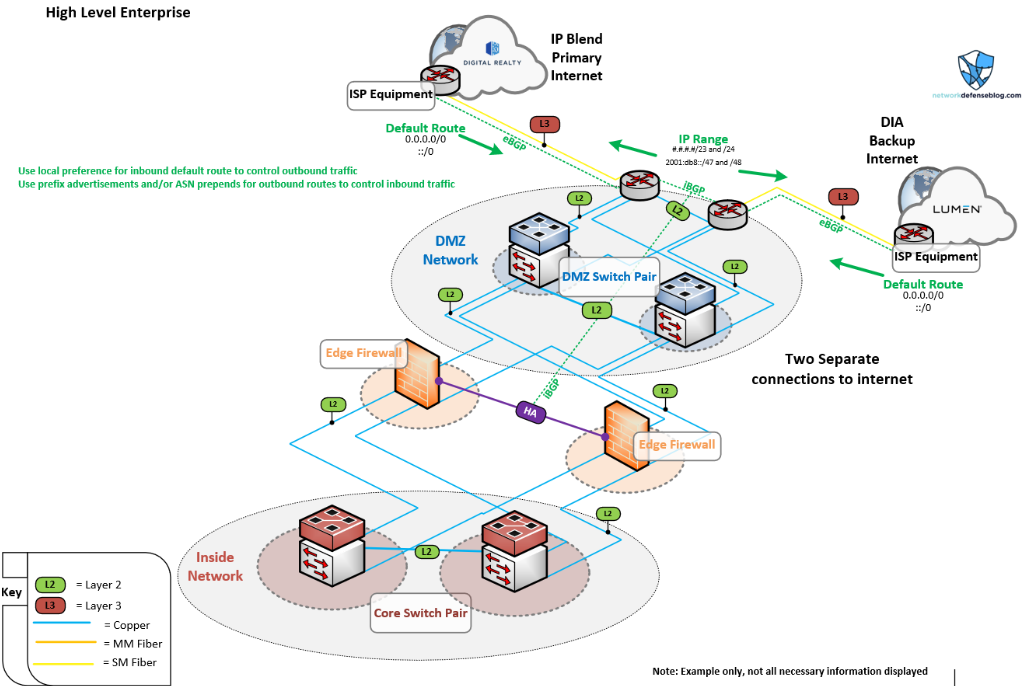 High Level Enterprise
IP Blend
Primary
Internet
DIGITAL REALTY
ISP Equipment
networkdefenseblog.com
DIA
Backup
Internet
Default Route
0.0.0.0/0
::/0
eBGP
L3
IP Range
#.#.#.#/23 and /24
2001:db8::/47 and /48
Use local preference for inbound default route to control outbound traffic
Use prefix advertisements and/or ASN prepends for outbound routes to control inbound traffic
iBGP
L3
LUMEN
eBGP
ISP Equipment
Default Route
0.0.0.0/0
::/0
L2
L2
DMZ
Network
DMZ Switch Pair
L2
L2
L2
Edge Firewall
Two Separate
connections to internet
iBGP
HA
L2
L2
Edge Firewall
L2
L2
Inside
Network
Core Switch Pair
Key
L2 = Layer 2
L3 = Layer 3
= Copper
= MM Fiber
= SM Fiber
Note: Example only, not all necessary information displayed